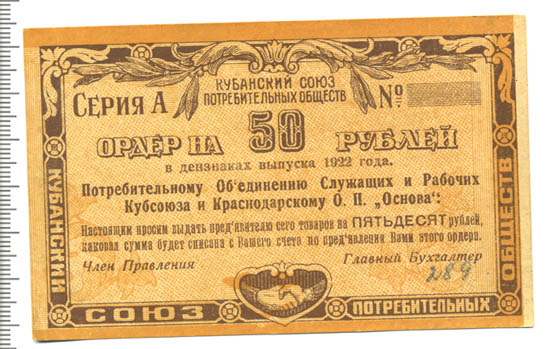 КУБАНСКИЙ СОЮЗ
ПОТРЕБИТЕЛЬНЫХ ОБЩЕСТВ
СЕРИЯ А
№
ОРДЕР НА 50 РУБЛЕЙ
в дензнаках выпуска 1922 года.
Потребительному Об'единению Служащих и Рабочих
Кубсоюза и Краснодарскому О. П. „Основа“:
Настоящим просим выдать пред'явителю сего товаров на ПЯТЬДЕСЯТ рублей,
каковая сумма будет списана с Вашего счета по пред'явлении Вами этого ордера.
Член Правления
Главный Бухгалтер
289
КУБАНСКИЙ
СОЮЗ
ПОТРЕБИТЕЛЬНЫХ
ОБЩЕСТВ